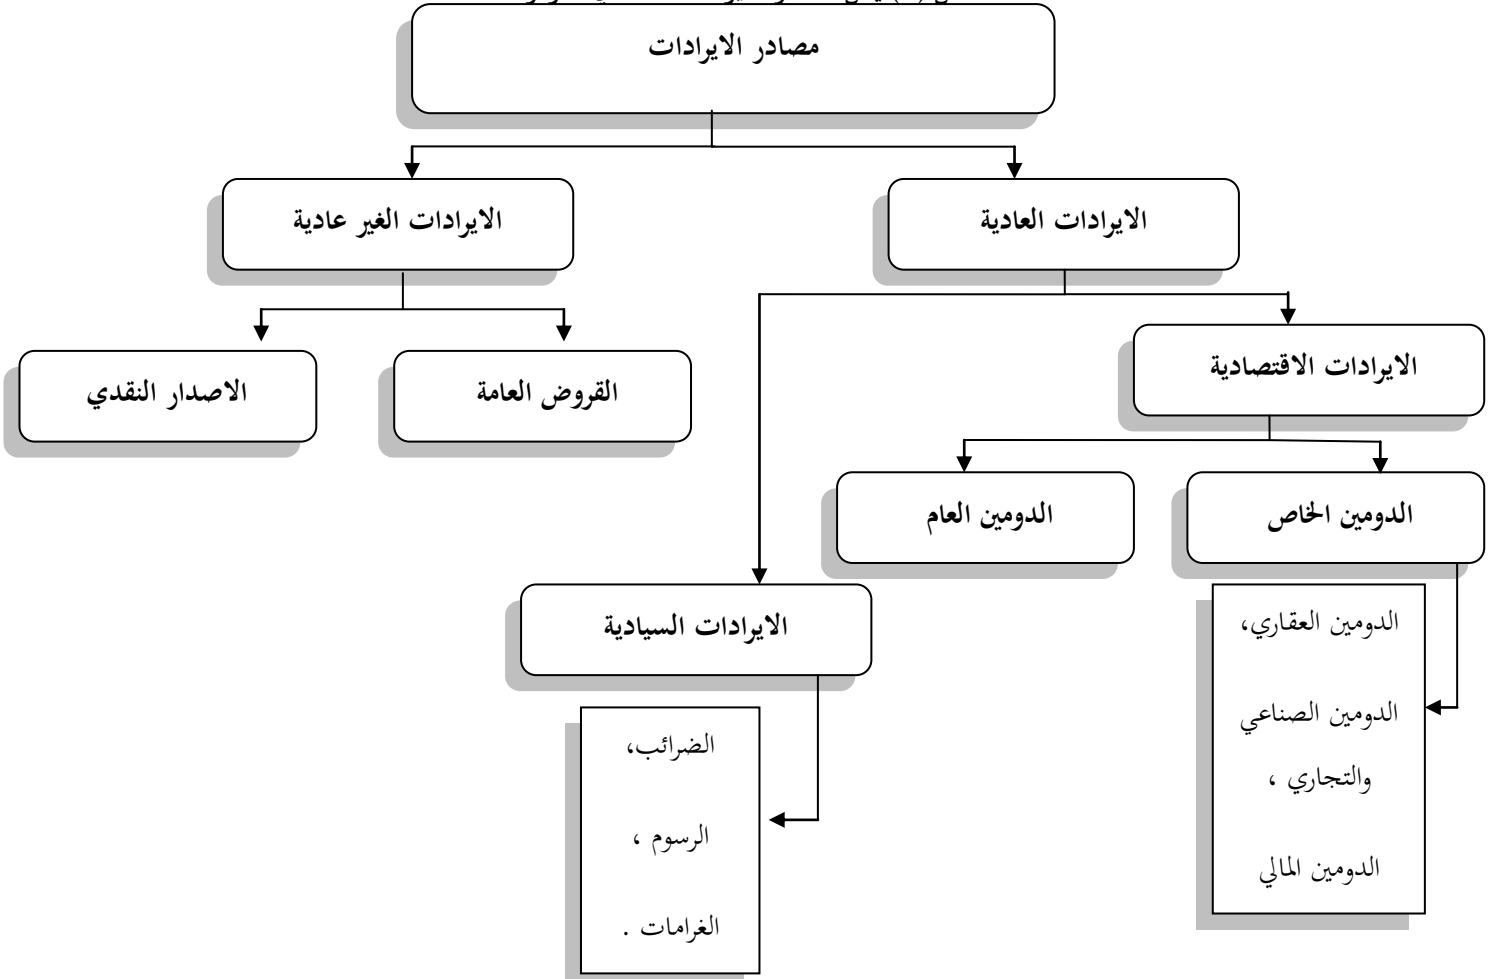 مصادر الايرادات
الايرادات العادية
الايرادات الغير عادية
الايرادات الاقتصادية
القروض العامة
الاصدار النقدي
الدومين الخاص
الدومين العام
الدومين العقاري،
الدومين الصناعي
والتجاري ،
الدومين المالي
الايرادات السيادية
الضرائب،
الرسوم ،
الغرامات .